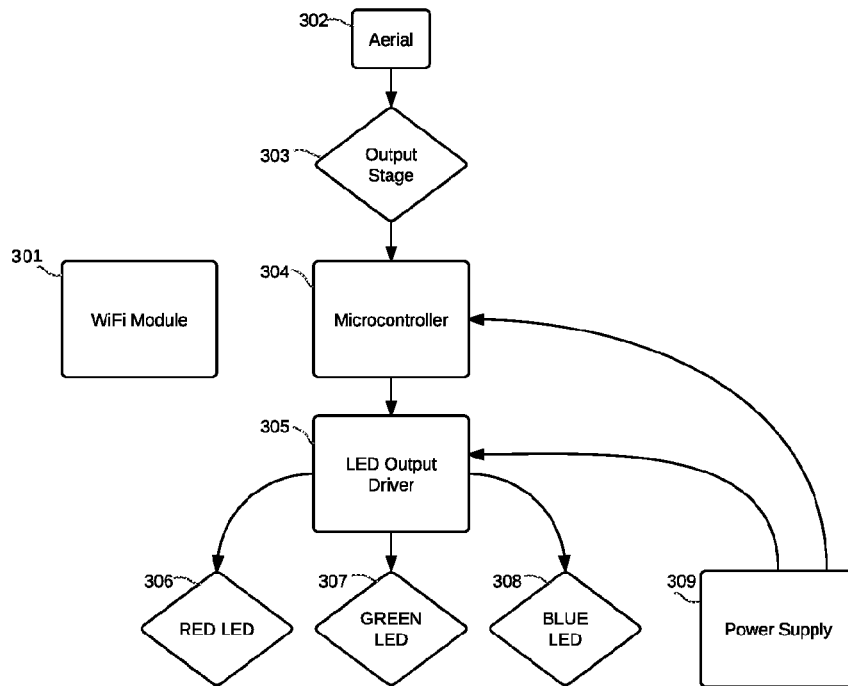 302
Aerial
303
Output
Stage
301
WiFi Module
304
Microcontroller
305
LED Output
Driver
306
RED LED
307
GREEN
LED
308
BLUE
LED
309
Power Supply